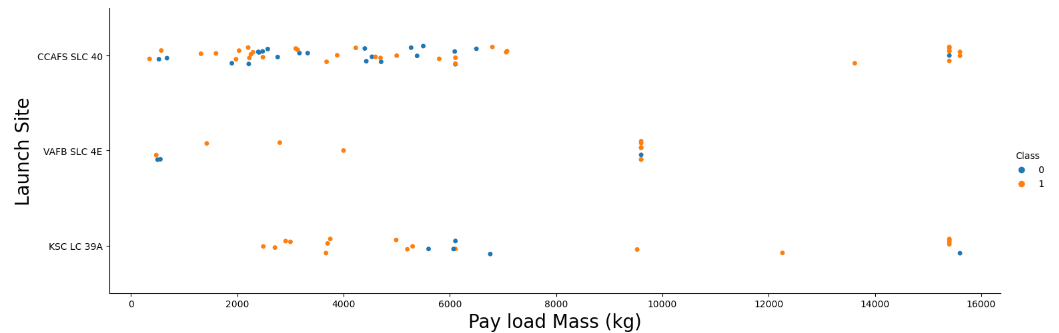 Launch Site
CCAFS SLC 40
VAFB SLC 4E
KSC LC 39A
0 2000 4000 6000 8000 10000 12000 14000 16000
Pay load Mass (kg)
Class
0
1